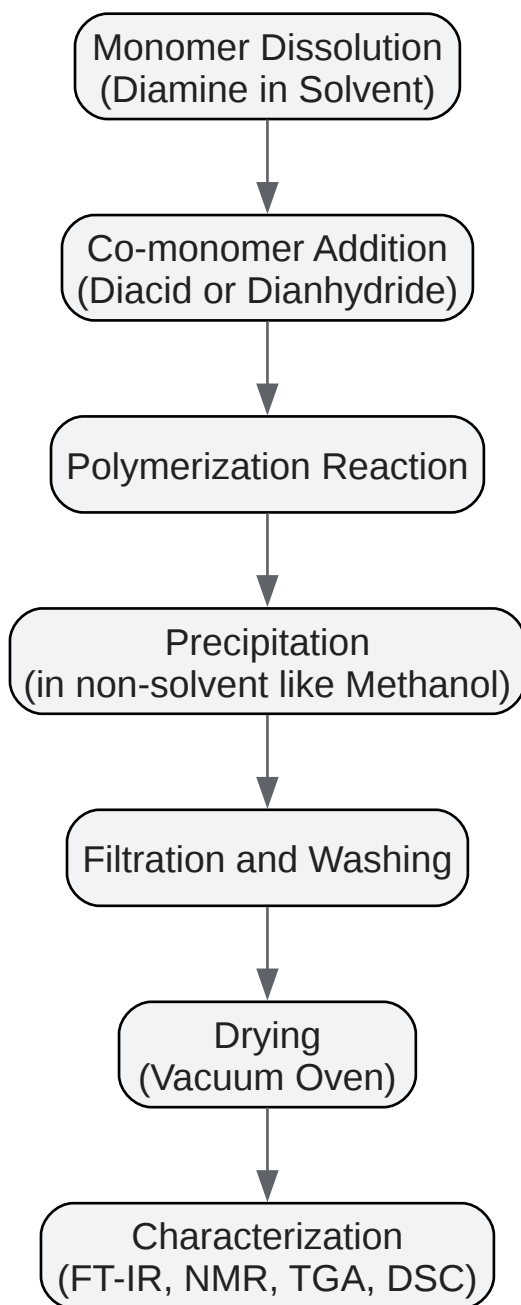 Monomer Dissolution
(Diamine in Solvent)
Co-monomer Addition
(Diacid or Dianhydride)
Polymerization Reaction
Precipitation
(in non-solvent like Methanol)
Filtration and Washing
Drying
(Vacuum Oven)
Characterization
(FT-IR, NMR, TGA, DSC)